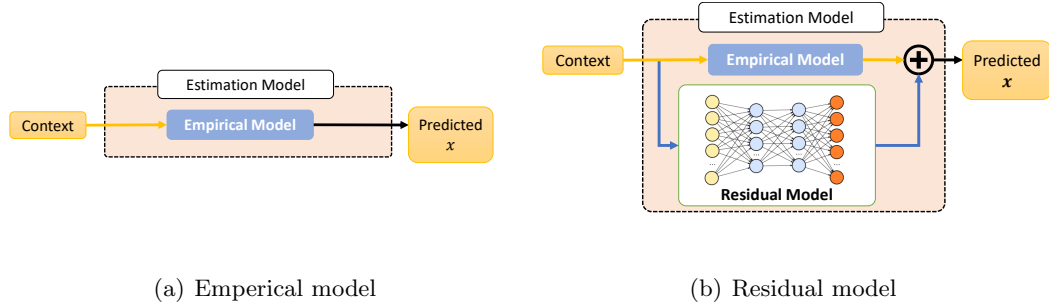 Estimation Model
Context
Empirical Model
Predicted
x
(a) Emperical model
Estimation Model
Context
Empirical Model
+
Predicted
x
...
...
...
...
Residual Model
(b) Residual model